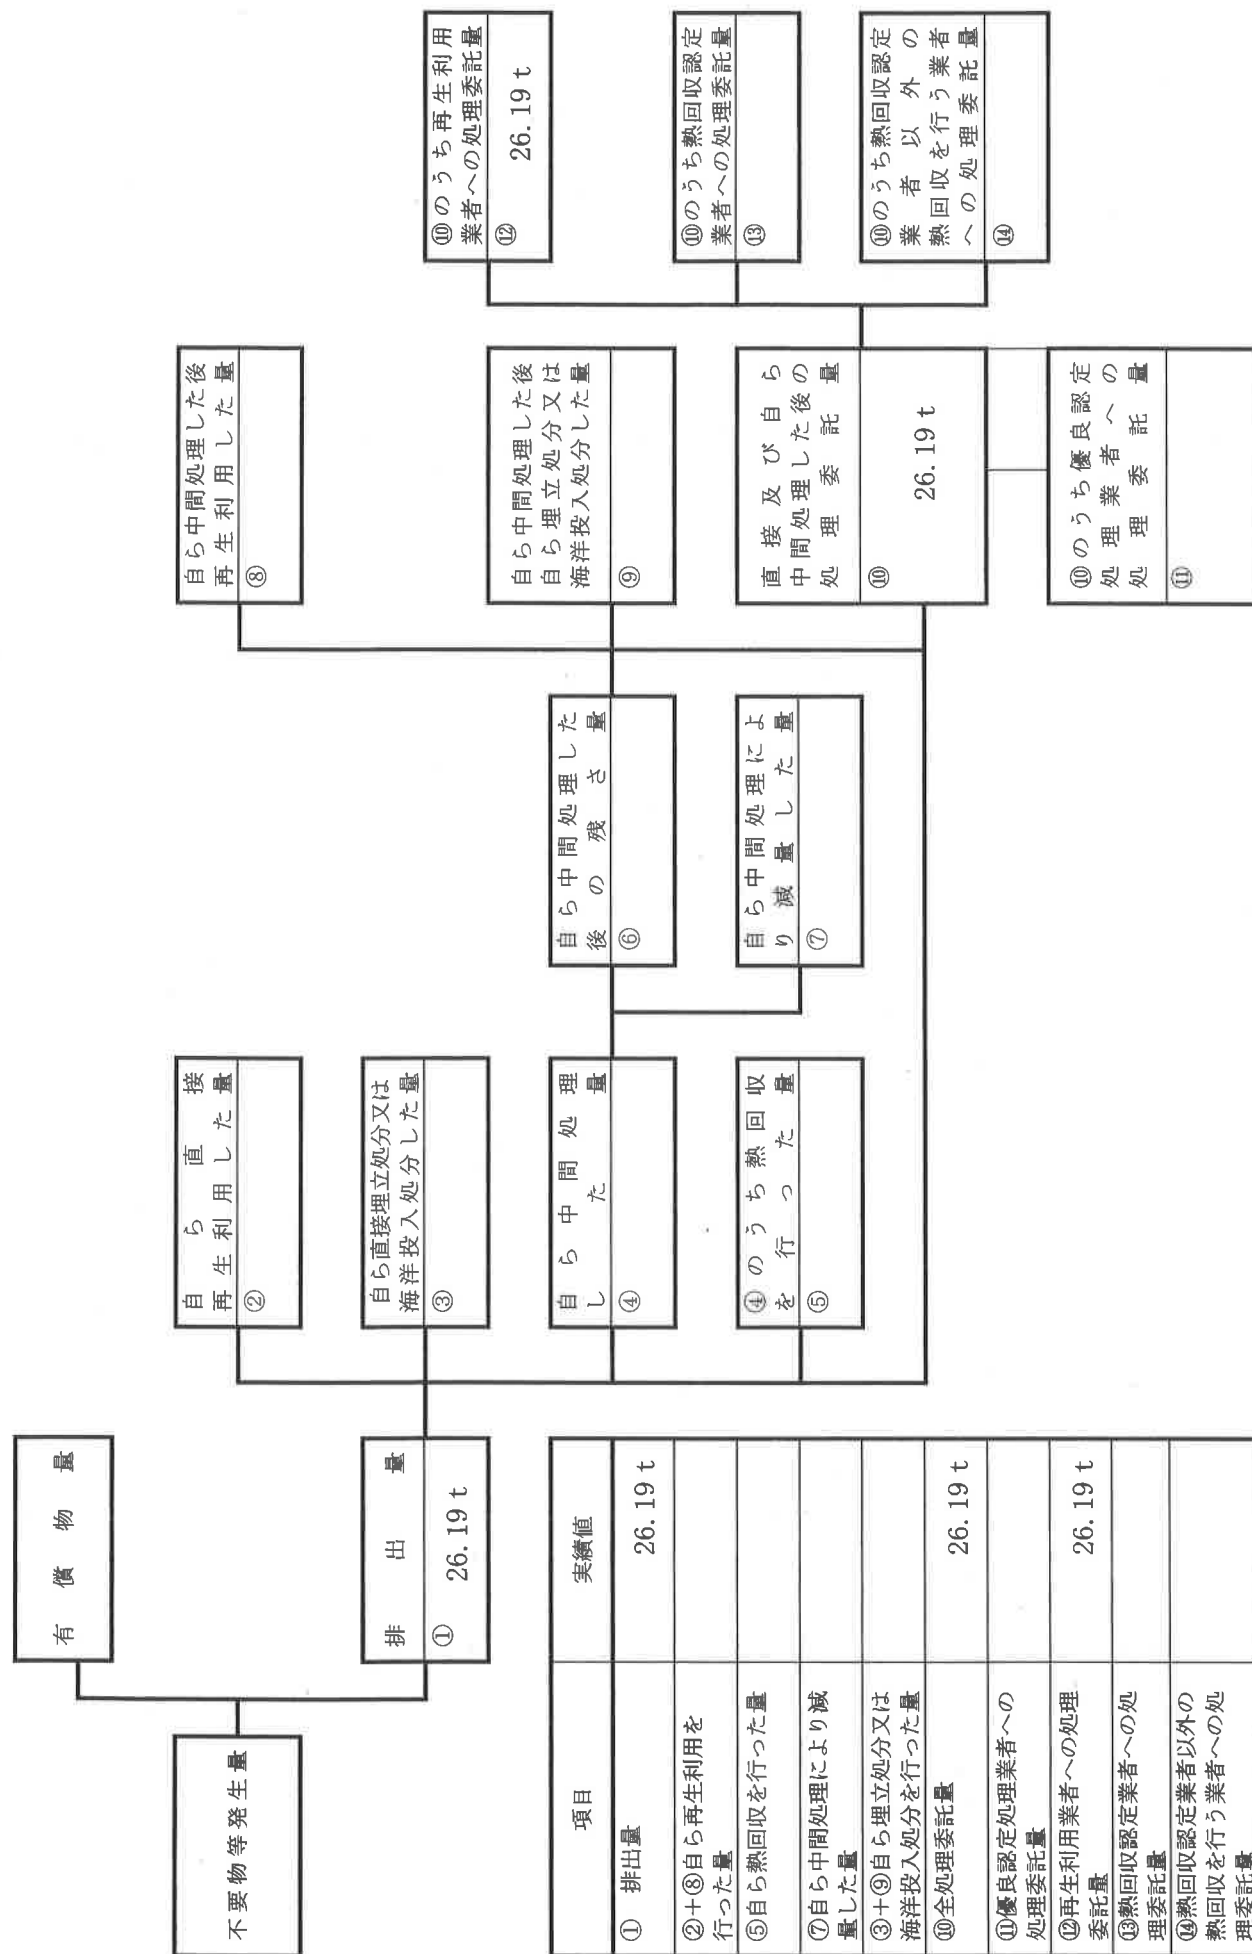 不要物等発生量
有償物量
排出量
①
26.19 t
自ら直接
再生利用した量
②
自ら直接埋立処分又は
海洋投入処分した量
③
自ら中間処理
した量
④
④のうち熱回収
を行った量
⑤
自ら中間処理した
後の残さ量
⑥
自ら中間処理によ
り減量した量
⑦
自ら中間処理した後
再生利用した量
⑧
自ら中間処理した後
自ら埋立処分又は
海洋投入処分した量
⑨
直接及び自ら
中間処理した後の
処理委託量
⑩
26.19 t
⑩のうち優良認定
処理業者への
処理委託量
⑪
⑩のうち再生利用
業者への処理委託量
⑫
26.19 t
⑩のうち熱回収認定
業者への処理委託量
⑬
⑩のうち熱回収認定
業者以外の
熱回収を行う業者
への処理委託量
⑭
項目 実績値
① 排出量 26.19 t
②+⑧自ら再生利用を
行った量
⑤自ら熱回収を行った量
⑦自ら中間処理により減
量した量
③+⑨自ら埋立処分又は
海洋投入処分を行った量
⑩全処理委託量 26.19 t
⑪優良認定処理業者への
処理委託量
⑫再生利用業者への処理
委託量 26.19 t
⑬熱回収認定業者への処
理委託量
⑭熱回収認定業者以外の
熱回収を行う業者への処
理委託量